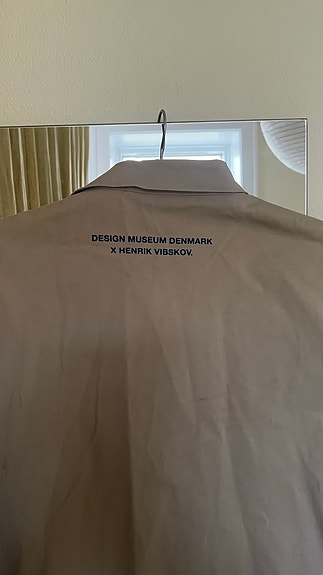 DESIGN MUSEUM DENMARK
X HENRIK VIBSKOV.